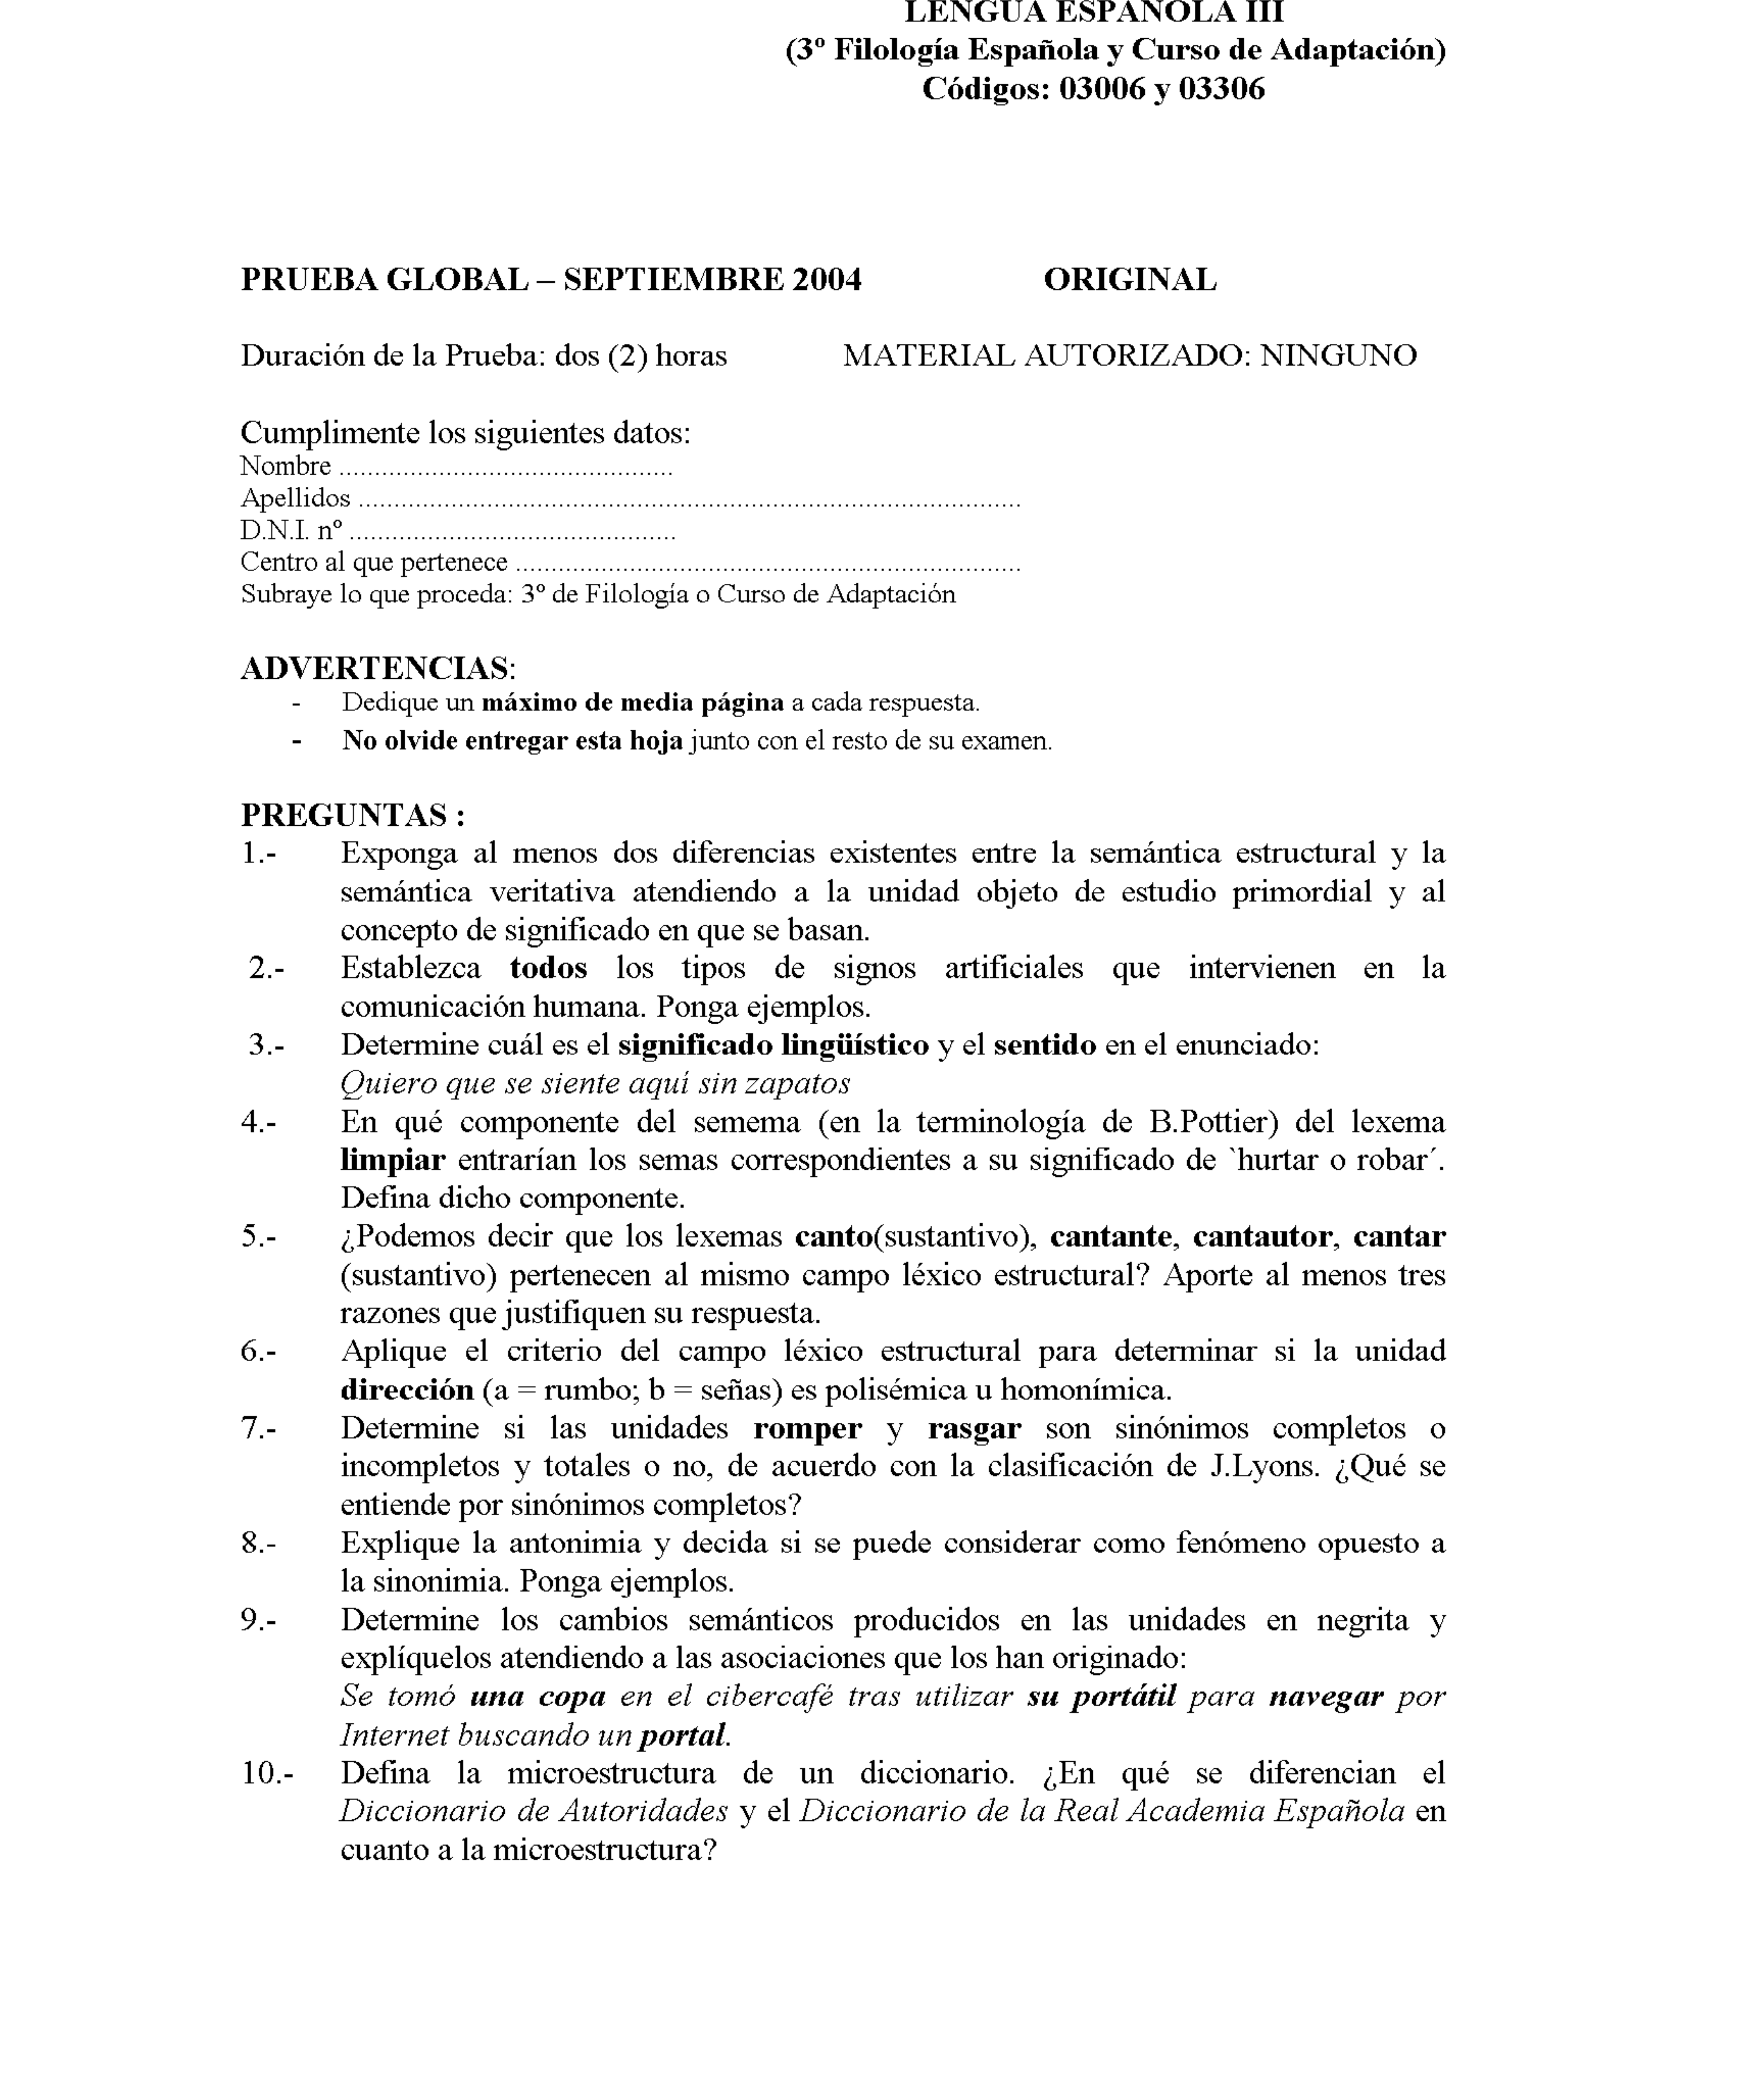 LENGUA ESPAÑOLA III
(3º Filología Española y Curso de Adaptación)
Códigos: 03006 y 03306
PRUEBA GLOBAL – SEPTIEMBRE 2004 ORIGINAL
Duración de la Prueba: dos (2) horas MATERIAL AUTORIZADO: NINGUNO
Cumplimente los siguientes datos:
Nombre ...............................................
Apellidos .............................................................................................
D.N.I. nº ..............................................
Centro al que pertenece .......................................................................
Subraye lo que proceda: 3º de Filología o Curso de Adaptación
ADVERTENCIAS:
- Dedique un máximo de media página a cada respuesta.
- No olvide entregar esta hoja junto con el resto de su examen.
PREGUNTAS :
1.- Exponga al menos dos diferencias existentes entre la semántica estructural y la
semántica veritativa atendiendo a la unidad objeto de estudio primordial y al
concepto de significado en que se basan.
2.- Establezca todos los tipos de signos artificiales que intervienen en la
comunicación humana. Ponga ejemplos.
3.- Determine cuál es el significado lingüístico y el sentido en el enunciado:
Quiero que se siente aquí sin zapatos
4.- En qué componente del semema (en la terminología de B.Pottier) del lexema
limpiar entrarían los semas correspondientes a su significado de `hurtar o robar´.
Defina dicho componente.
5.- ¿Podemos decir que los lexemas canto(sustantivo), cantante, cantautor, cantar
(sustantivo) pertenecen al mismo campo léxico estructural? Aporte al menos tres
razones que justifiquen su respuesta.
6.- Aplique el criterio del campo léxico estructural para determinar si la unidad
dirección (a = rumbo; b = señas) es polisémica u homonímica.
7.- Determine si las unidades romper y rasgar son sinónimos completos o
incompletos y totales o no, de acuerdo con la clasificación de J.Lyons. ¿Qué se
entiende por sinónimos completos?
8.- Explique la antonimia y decida si se puede considerar como fenómeno opuesto a
la sinonimia. Ponga ejemplos.
9.- Determine los cambios semánticos producidos en las unidades en negrita y
explíquelos atendiendo a las asociaciones que los han originado:
Se tomó una copa en el cibercafé tras utilizar su portátil para navegar por
Internet buscando un portal.
10.- Defina la microestructura de un diccionario. ¿En qué se diferencian el
Diccionario de Autoridades y el Diccionario de la Real Academia Española en
cuanto a la microestructura?